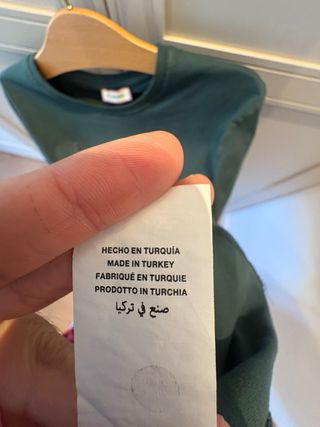 HECHO EN TURQUÍA
MADE IN TURKEY
FABRIQUÉ EN TURQUIE
PRODOTTO IN TURCHIA
صنع في تركيا